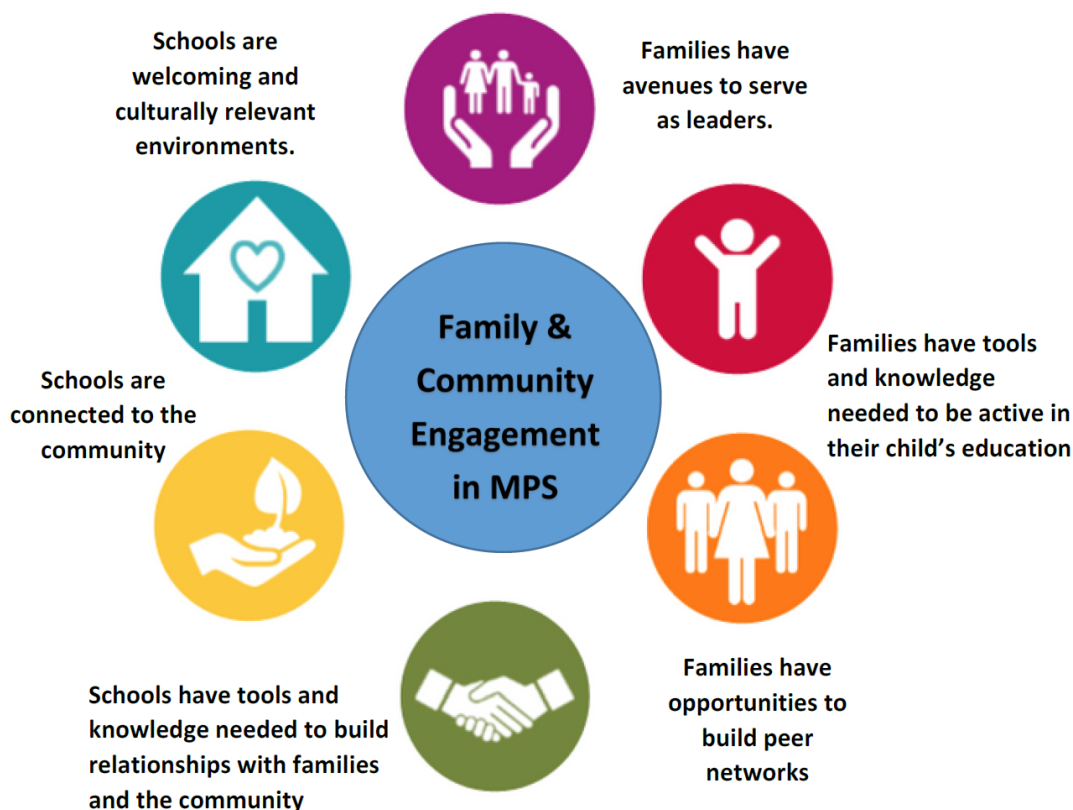 Schools are
welcoming and
culturally relevant
environments.
Families have
avenues to serve
as leaders.
Family &
Community
Engagement
in MPS
Families have tools
and knowledge
needed to be active in
their child’s education
Schools are
connected to the
community
Families have
opportunities to
build peer
networks
Schools have tools and
knowledge needed to build
relationships with families
and the community